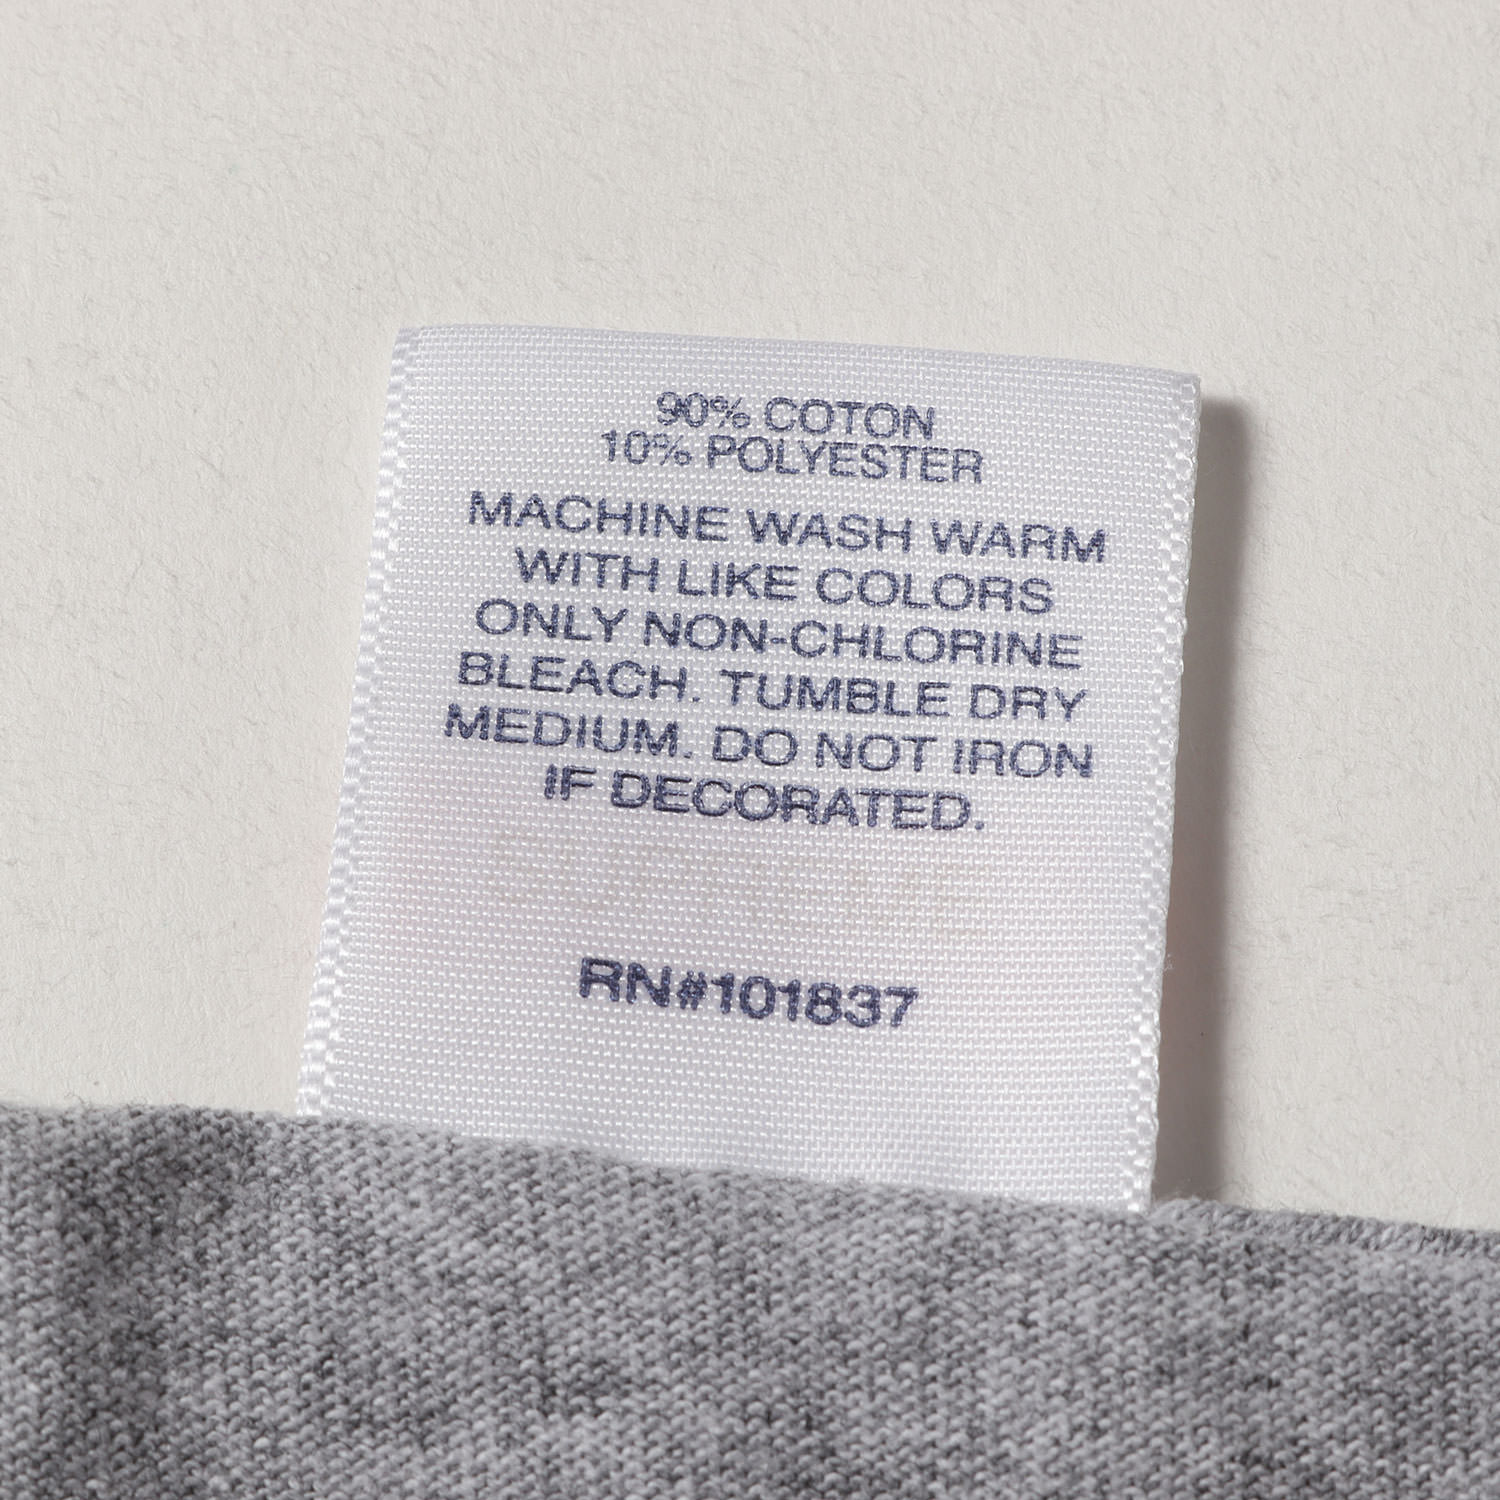 90% COTON
10% POLYESTER
MACHINE WASH WARM
WITH LIKE COLORS
ONLY NON-CHLORINE
BLEACH. TUMBLE DRY
MEDIUM. DO NOT IRON
IF DECORATED.
RN#101837